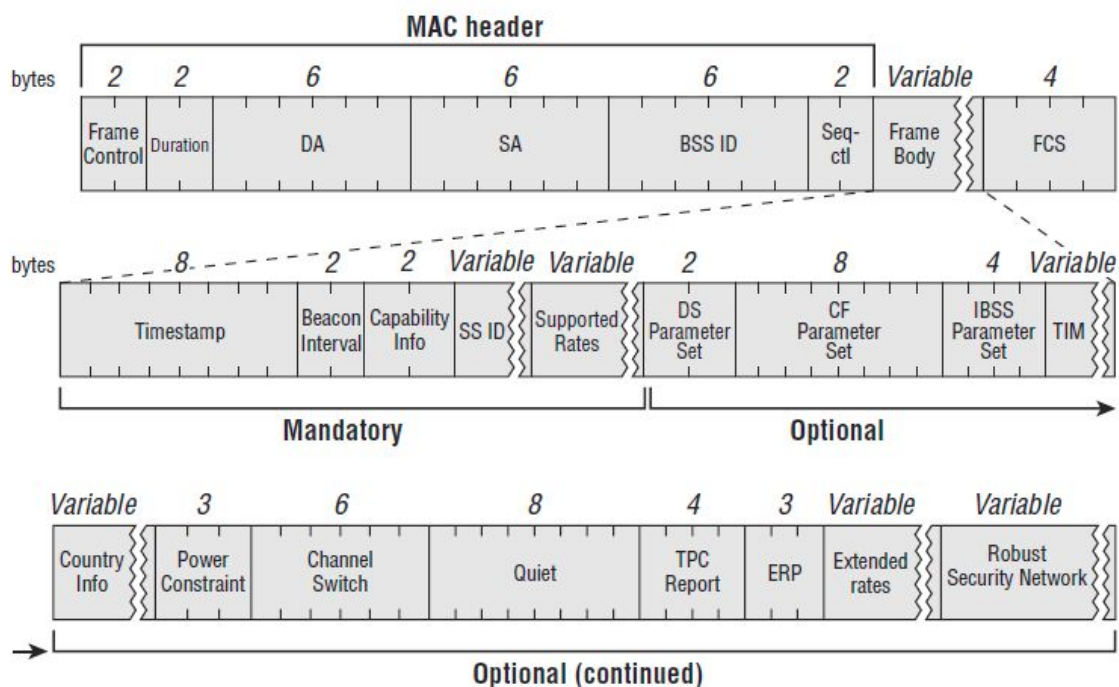 MAC header
bytes 2 2 6 6 6 2 Variable 4
Frame Control Duration DA SA BSS ID Seq-ctl Frame Body FCS
bytes 8 2 2 Variable Variable 2 8 4 Variable
Timestamp Beacon Interval Capability Info SS ID Supported Rates DS Parameter Set CF Parameter Set IBSS Parameter Set TIM
Mandatory Optional
Variable 3 6 8 4 3 Variable Variable
Country Info Power Constraint Channel Switch Quiet TPC Report ERP Extended rates Robust Security Network
Optional (continued)